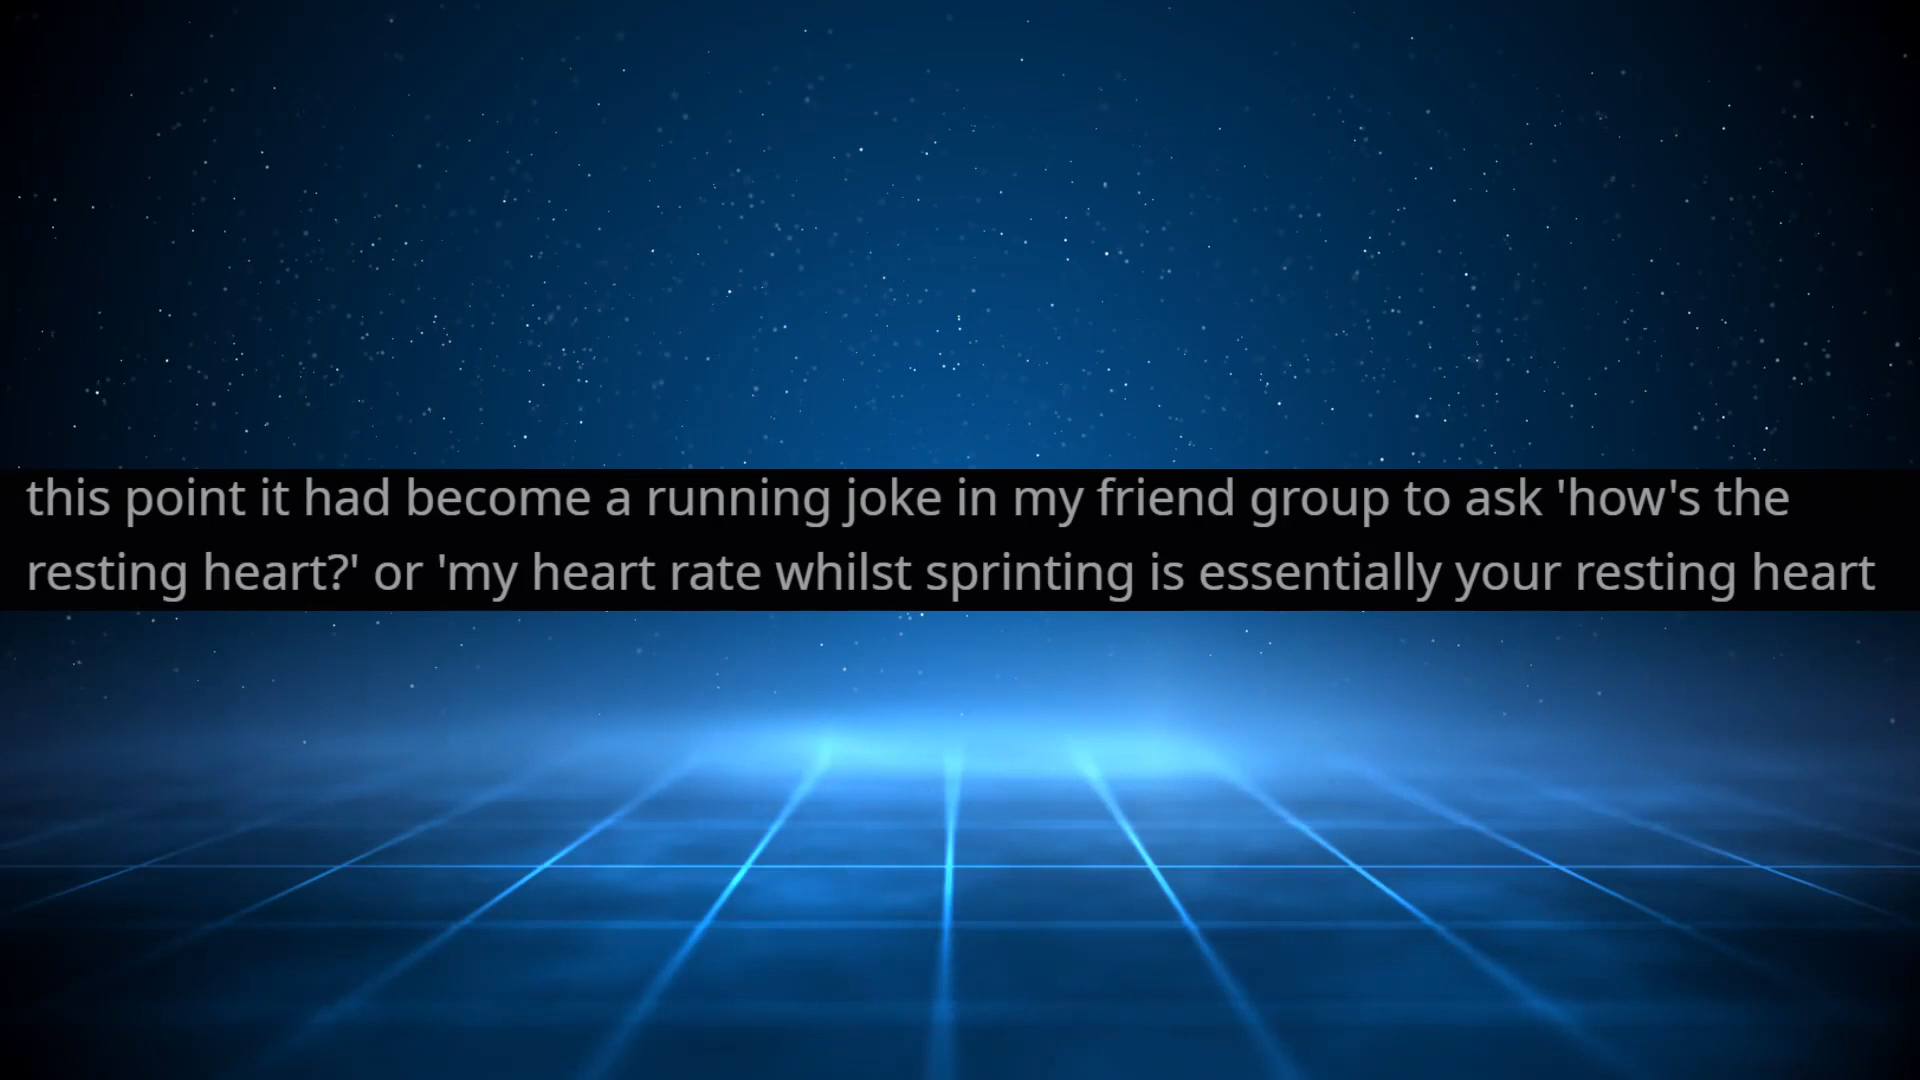 this point it had become a running joke in my friend group to ask 'how's the
resting heart?' or 'my heart rate whilst sprinting is essentially your resting heart